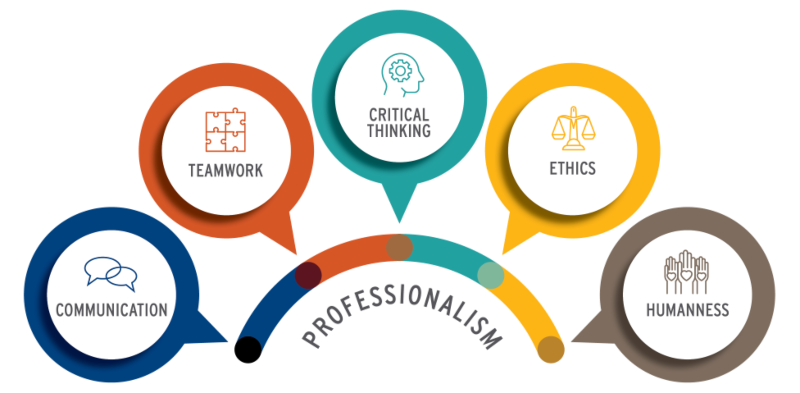 COMMUNICATION
TEAMWORK
CRITICAL
THINKING
ETHICS
HUMANNESS
PROFESSIONALISM